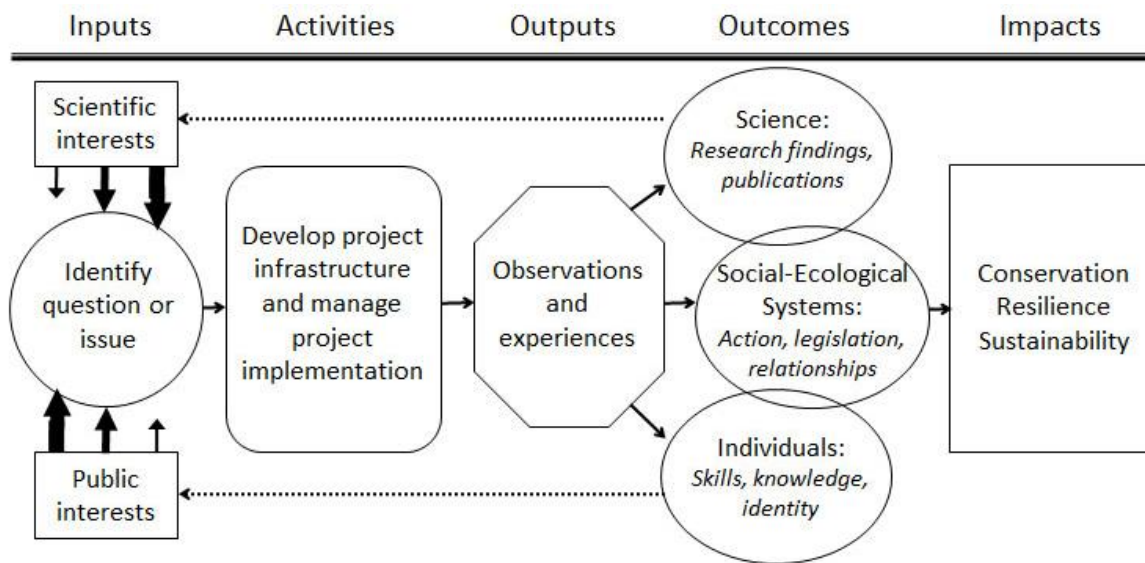 Inputs
Activities
Outputs
Outcomes
Impacts
Scientific
interests
Identify
question or
issue
Public
interests
Develop project
infrastructure
and manage
project
implementation
Observations
and
experiences
Science:
Research findings,
publications
Social-Ecological
Systems:
Action, legislation,
relationships
Individuals:
Skills, knowledge,
identity
Conservation
Resilience
Sustainability